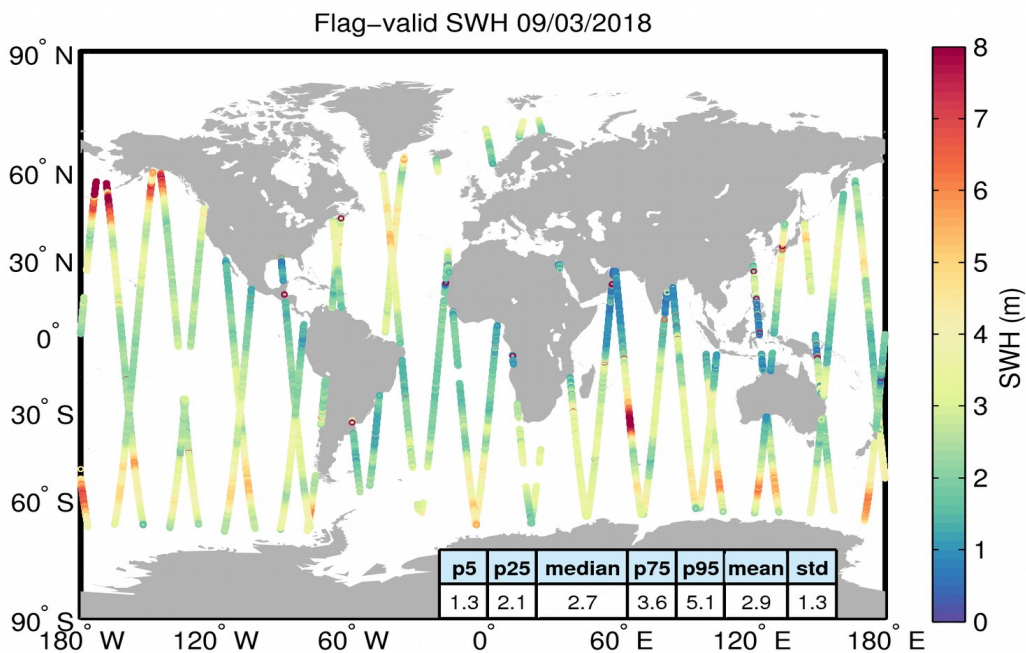 Flag−valid SWH 09/03/2018
90° N
60° N
30° N
0°
30° S
60° S
90° S
180° W
120° W
60° W
0°
60° E
120° E
180° E
p5 p25 median p75 p95 mean std
1.3 2.1 2.7 3.6 5.1 2.9 1.3
8
7
6
5
4
3
2
1
0
SWH (m)